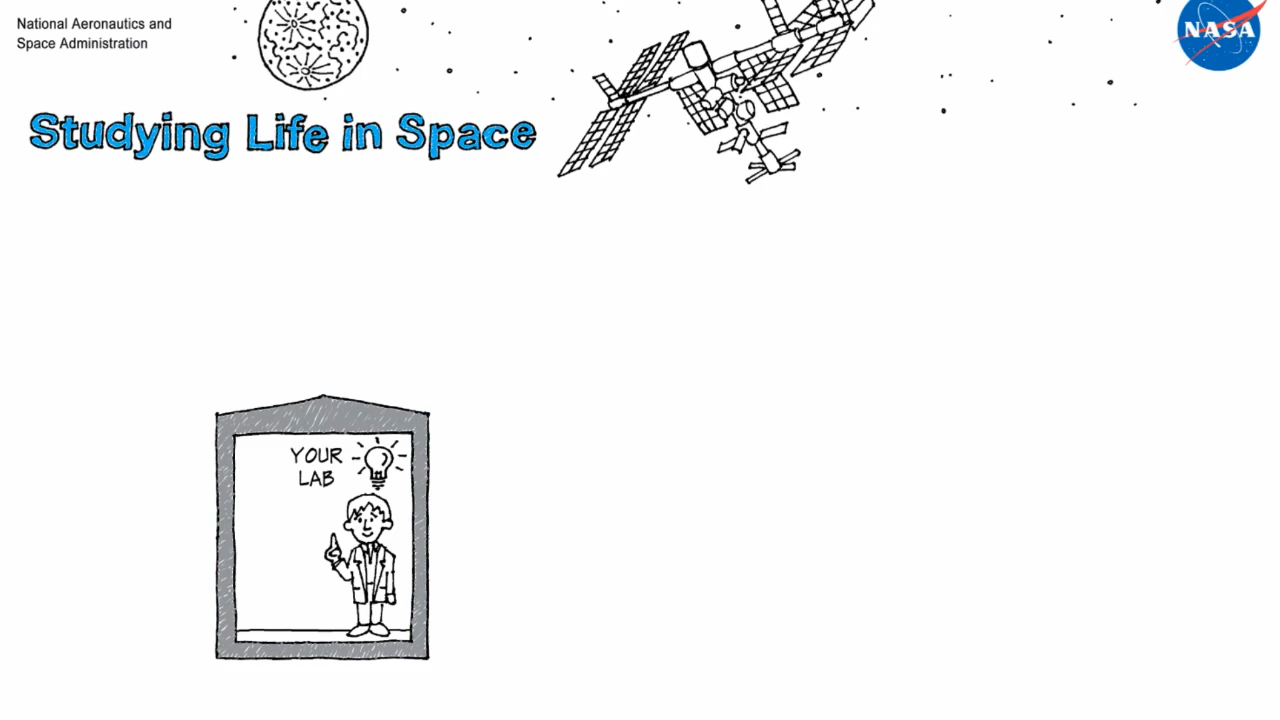 National Aeronautics and
Space Administration
NASA
Studying Life in Space
YOUR
LAB